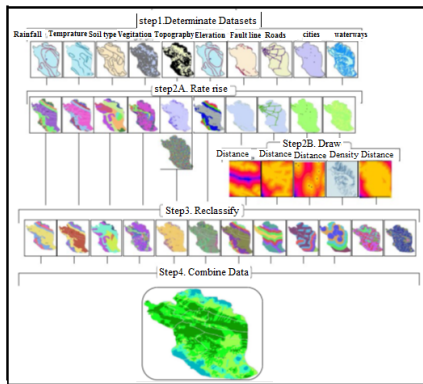 step1.Determinate Datasets
Rainfall Temprature Soil type Vegitation Topography Elevation Fault line Roads cities waterways
step2A. Rate rise
Step2B. Draw
Distance Distance Distance Density Distance
Step3. Reclassify
Step4. Combine Data